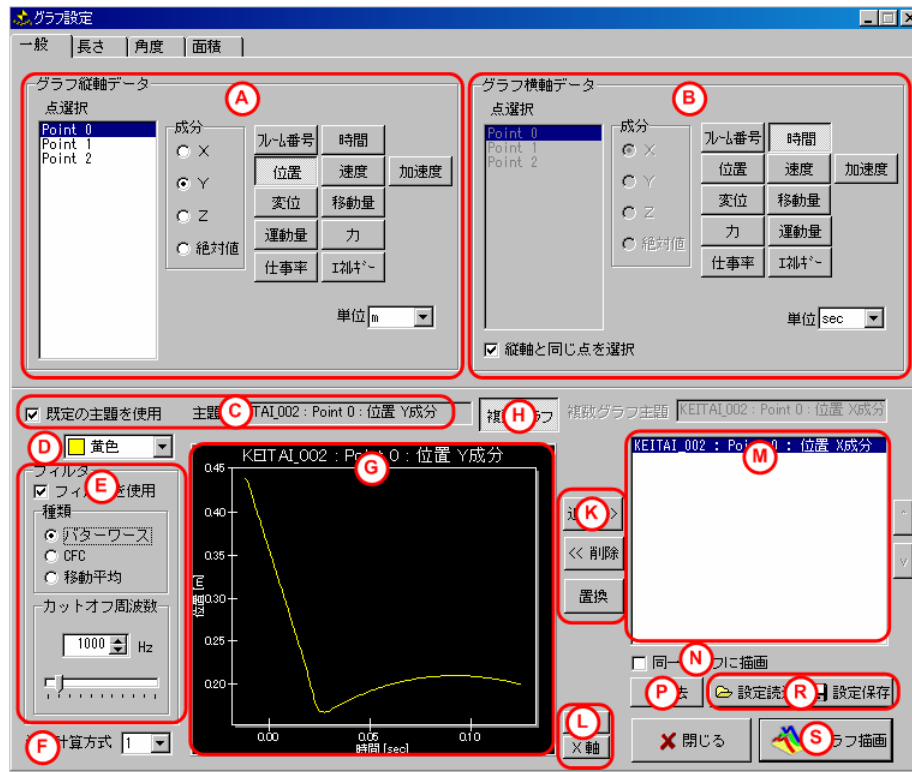 グラフ設定
一般 長さ 角度 面積
グラフ縦軸データ
A
点選択
Point 0
Point 1
Point 2
成分
X
Y
Z
絶対値
フレーム番号 時間
位置 速度 加速度
変位 移動量
運動量 力
仕事率 エネルギー
単位 m
グラフ横軸データ
B
点選択
Point 0
Point 1
Point 2
成分
X
Y
Z
絶対値
フレーム番号 時間
位置 速度 加速度
変位 移動量
力 運動量
仕事率 エネルギー
単位 sec
縦軸と同じ点を選択
既定の主題を使用 主題 C TAI_002 : Point 0 : 位置 Y成分
H
複数グラフ主題 KEITAI_002 : Point 0 : 位置 X成分
D 黄色
フィルタ
E
を使用
種類
バターワース
CFC
移動平均
カットオフ周波数
1000 Hz
F 計算方式 1
KEITAI_002 : P 0 : 位置 Y成分
G
0.45
0.40
0.35
0.30
0.25
0.20
位置 [m]
0.00 0.05 0.10
時間 [sec]
K
<< 削除
置換
L
X軸
KEITAI_002 : Po : 位置 X成分
M
N に描画
P
設定読 R 設定保存
閉じる
S ラフ描画